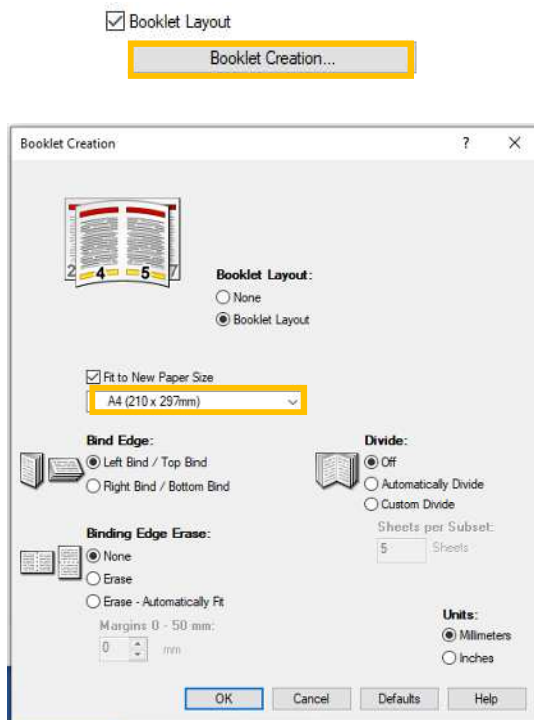 Booklet Layout
Booklet Creation...
Booklet Creation ? ×
2 4 5 7
Booklet Layout:
None
Booklet Layout
Fit to New Paper Size
A4 (210 x 297mm)
Bind Edge:
Left Bind / Top Bind
Right Bind / Bottom Bind
Divide:
Off
Automatically Divide
Custom Divide
Sheets per Subset:
5 Sheets
Binding Edge Erase:
None
Erase
Erase - Automatically Fit
Margins 0 - 50 mm:
0 mm
Units:
Millimeters
Inches
OK Cancel Defaults Help